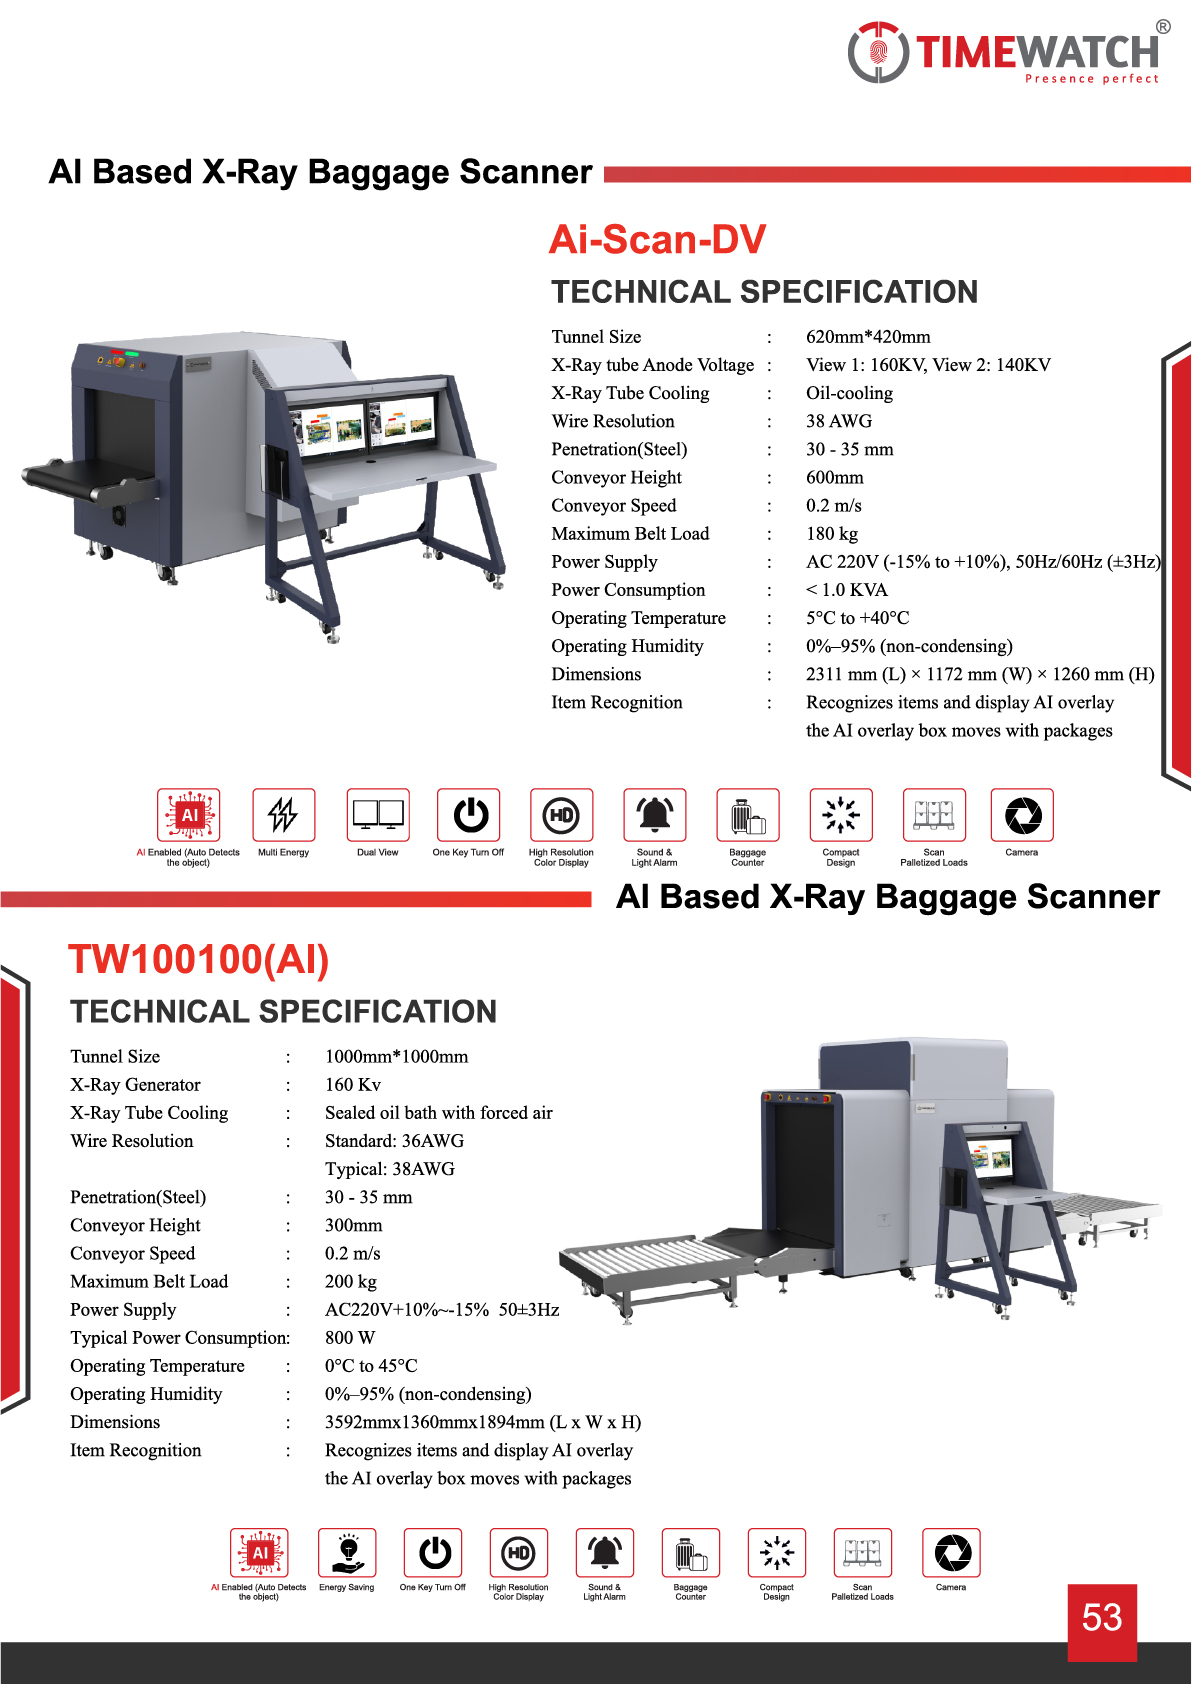 TIMEWATCH®
Presence perfect
AI Based X-Ray Baggage Scanner
Ai-Scan-DV
TECHNICAL SPECIFICATION
Tunnel Size : 620mm*420mm
X-Ray tube Anode Voltage : View 1: 160KV, View 2: 140KV
X-Ray Tube Cooling : Oil-cooling
Wire Resolution : 38 AWG
Penetration(Steel) : 30 - 35 mm
Conveyor Height : 600mm
Conveyor Speed : 0.2 m/s
Maximum Belt Load : 180 kg
Power Supply : AC 220V (-15% to +10%), 50Hz/60Hz (±3Hz)
Power Consumption : < 1.0 KVA
Operating Temperature : 5°C to +40°C
Operating Humidity : 0%–95% (non-condensing)
Dimensions : 2311 mm (L) × 1172 mm (W) × 1260 mm (H)
Item Recognition : Recognizes items and display AI overlay
the AI overlay box moves with packages
AI
HD
AI Enabled (Auto Detects
the object)
Multi Energy
Dual View
One Key Turn Off
High Resolution
Color Display
Sound &
Light Alarm
Baggage
Counter
Compact
Design
Scan
Palletized Loads
Camera
AI Based X-Ray Baggage Scanner
TW100100(AI)
TECHNICAL SPECIFICATION
Tunnel Size : 1000mm*1000mm
X-Ray Generator : 160 Kv
X-Ray Tube Cooling : Sealed oil bath with forced air
Wire Resolution : Standard: 36AWG
Typical: 38AWG
Penetration(Steel) : 30 - 35 mm
Conveyor Height : 300mm
Conveyor Speed : 0.2 m/s
Maximum Belt Load : 200 kg
Power Supply : AC220V+10%~-15% 50±3Hz
Typical Power Consumption: 800 W
Operating Temperature : 0°C to 45°C
Operating Humidity : 0%–95% (non-condensing)
Dimensions : 3592mmx1360mmx1894mm (L x W x H)
Item Recognition : Recognizes items and display AI overlay
the AI overlay box moves with packages
AI
HD
AI Enabled (Auto Detects
the object)
Energy Saving
One Key Turn Off
High Resolution
Color Display
Sound &
Light Alarm
Baggage
Counter
Compact
Design
Scan
Palletized Loads
Camera
53